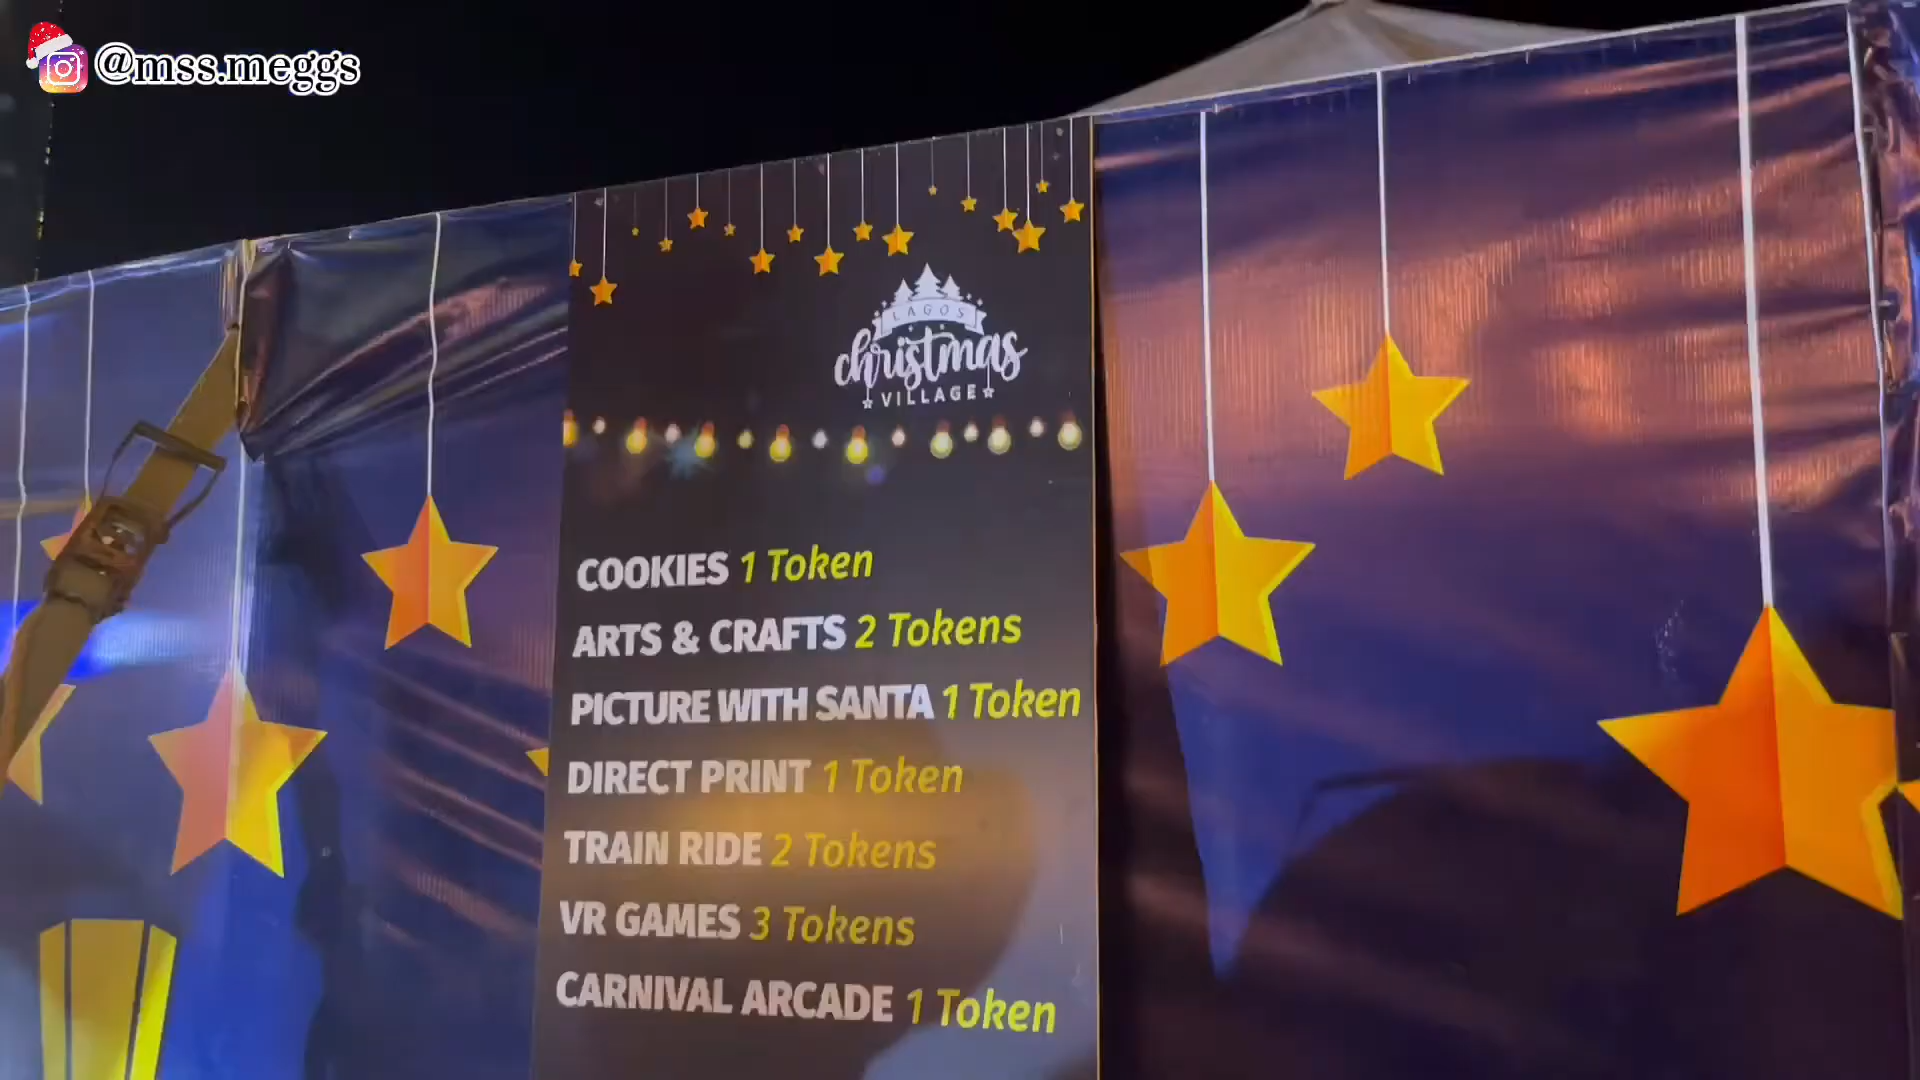 @mss.meggs
LAGOS
christmas
VILLAGE
COOKIES 1 Token
ARTS & CRAFTS 2 Tokens
PICTURE WITH SANTA 1 Token
DIRECT PRINT 1 Token
TRAIN RIDE 2 Tokens
VR GAMES 3 Tokens
CARNIVAL ARCADE 1 Token